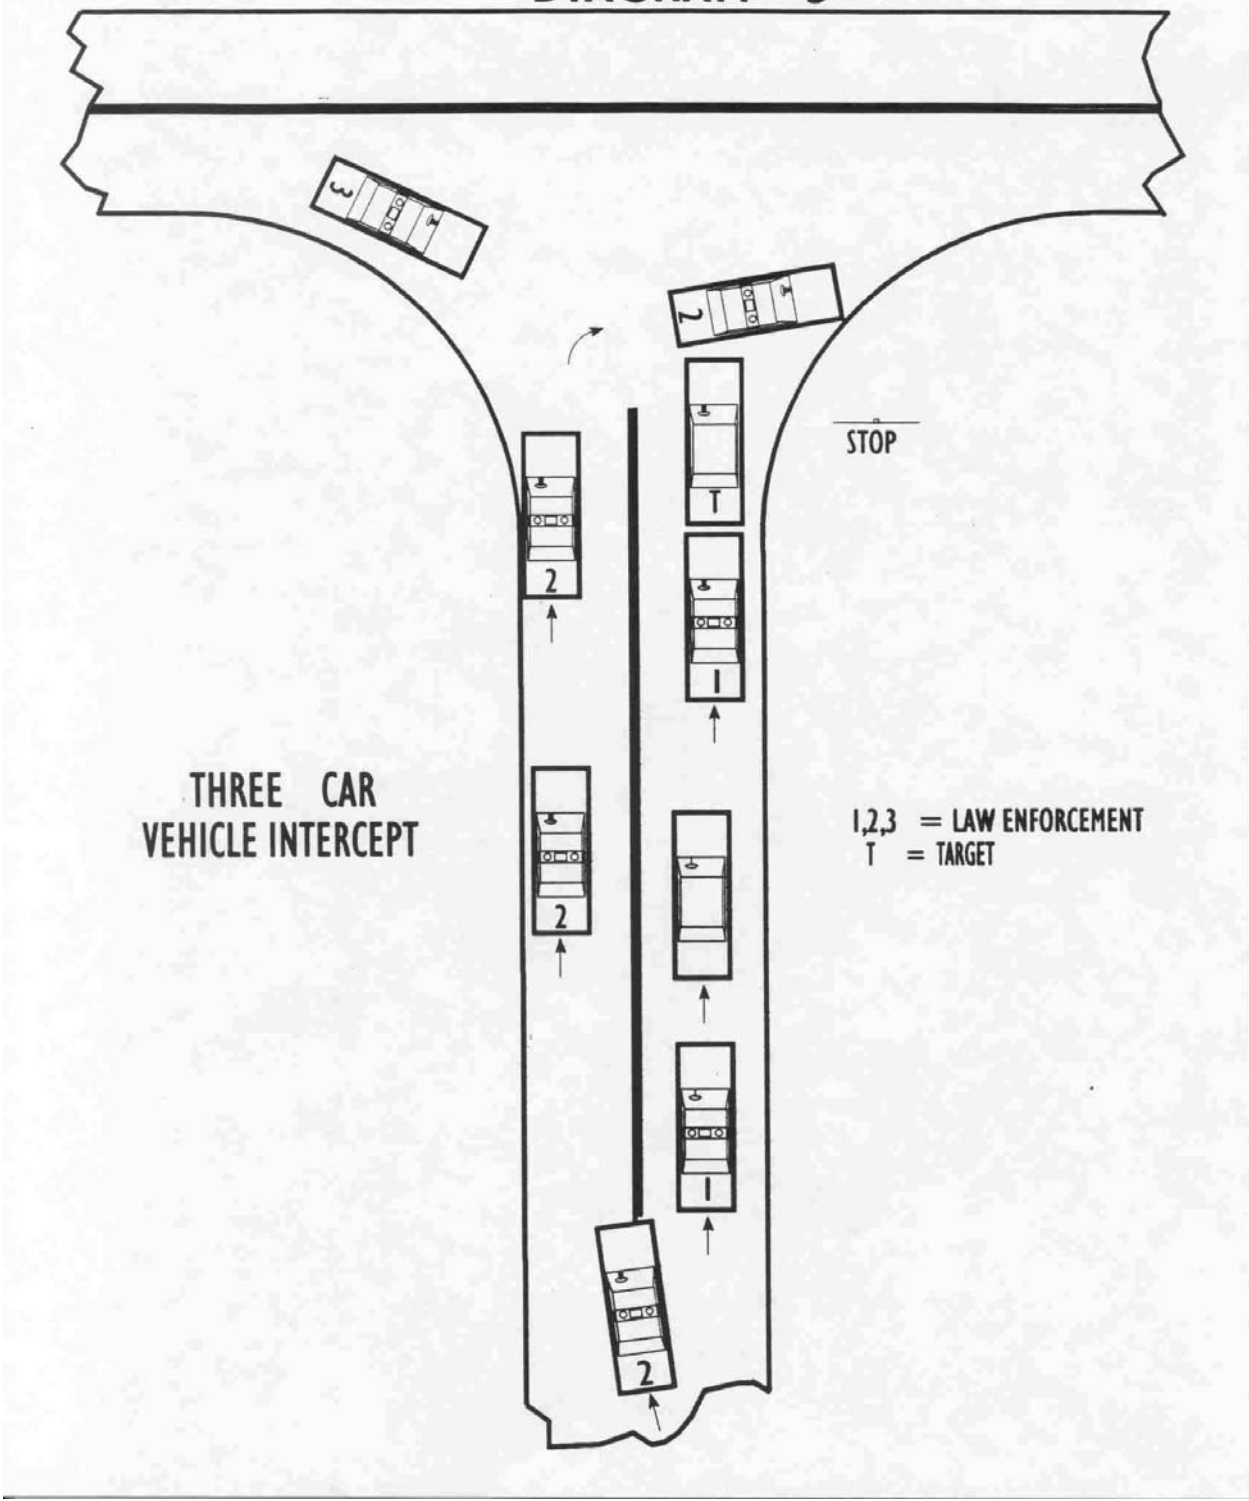 3
2
STOP
T
2
1
THREE CAR
VEHICLE INTERCEPT
1,2,3 = LAW ENFORCEMENT
T = TARGET
2
1
2